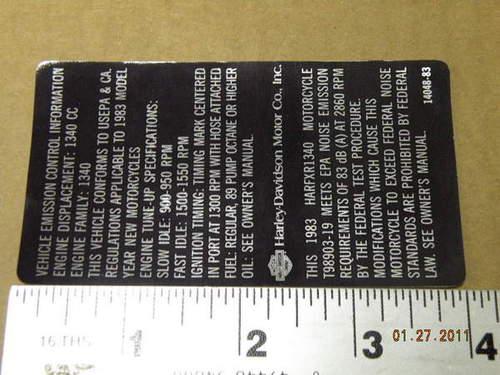 VEHICLE EMISSION CONTROL INFORMATION
ENGINE DISPLACEMENT: 1340 CC
ENGINE FAMILY: 1340
THIS VEHICLE CONFORMS TO USEPA & CA.
REGULATIONS APPLICABLE TO 1983 MODEL
YEAR NEW MOTORCYCLES
ENGINE TUNE-UP SPECIFICATIONS:
SLOW IDLE: 900-950 RPM
FAST IDLE: 1500-1550 RPM
IGNITION TIMING: TIMING MARK CENTERED
IN PORT AT 1300 RPM WITH HOSE ATTACHED
FUEL: REGULAR: 89 PUMP OCTANE OR HIGHER
OIL: SEE OWNER'S MANUAL.
Harley-Davidson Motor Co., Inc.
THIS 1983 HARPXR1340 MOTORCYCLE
T98903-19 MEETS EPA NOISE EMISSION
REQUIREMENTS OF 83 dB (A) AT 2860 RPM
BY THE FEDERAL TEST PROCEDURE.
MODIFICATIONS WHICH CAUSE THIS
MOTORCYCLE TO EXCEED FEDERAL NOISE
STANDARDS ARE PROHIBITED BY FEDERAL
LAW. SEE OWNER'S MANUAL.
14048-83
16THS
2
3
4
01.27.2011